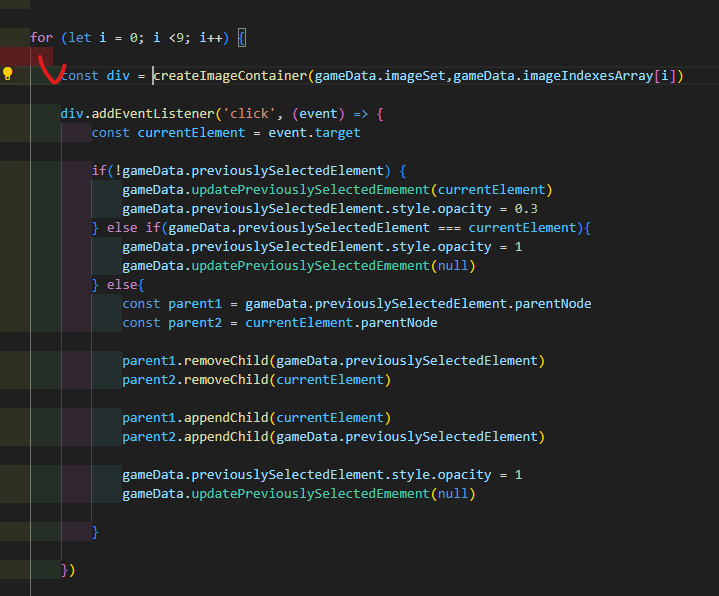 for (let i = 0; i <9; i++) {
const div = createImageContainer(gameData.imageSet,gameData.imageIndexesArray[i])
div.addEventListener('click', (event) => {
const currentElement = event.target
if(!gameData.previouslySelectedElement) {
gameData.updatePreviouslySelectedEmement(currentElement)
gameData.previouslySelectedElement.style.opacity = 0.3
} else if(gameData.previouslySelectedElement === currentElement){
gameData.previouslySelectedElement.style.opacity = 1
gameData.updatePreviouslySelectedEmement(null)
} else{
const parent1 = gameData.previouslySelectedElement.parentNode
const parent2 = currentElement.parentNode
parent1.removeChild(gameData.previouslySelectedElement)
parent2.removeChild(currentElement)
parent1.appendChild(currentElement)
parent2.appendChild(gameData.previouslySelectedElement)
gameData.previouslySelectedElement.style.opacity = 1
gameData.updatePreviouslySelectedEmement(null)
}
})